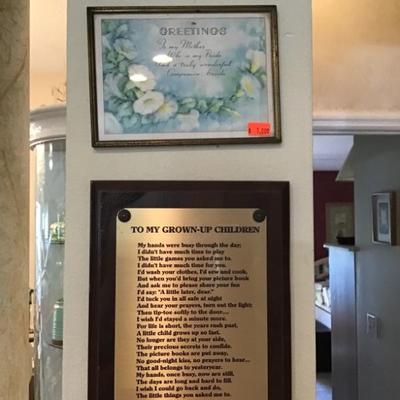 GREETINGS
To my Mother
Who is my Pride
And a truly wonderful
Companion beside
TO MY GROWN-UP CHILDREN
My hands were busy through the day;
I didn't have much time to play
The little games you asked me to.
I didn't have much time for you.
I'd wash your clothes, I'd sew and cook,
But when you'd bring your picture book
And ask me to please share your fun
I'd say: "A little later, dear."
I'd tuck you in all safe at night
And hear your prayers, turn out the light;
Then tip-toe softly to the door....
I wish I'd stayed a minute more.
For life is short, the years rush past,
A little child grows up so fast.
No longer are they at your side,
Their precious secrets to confide.
The picture books are put away,
No good-night kiss, no prayers to hear...
That all belongs to yesteryear.
My hands, once busy, now are still,
The days are long and hard to fill.
I wish I could go back and do,
The little things you asked me to.